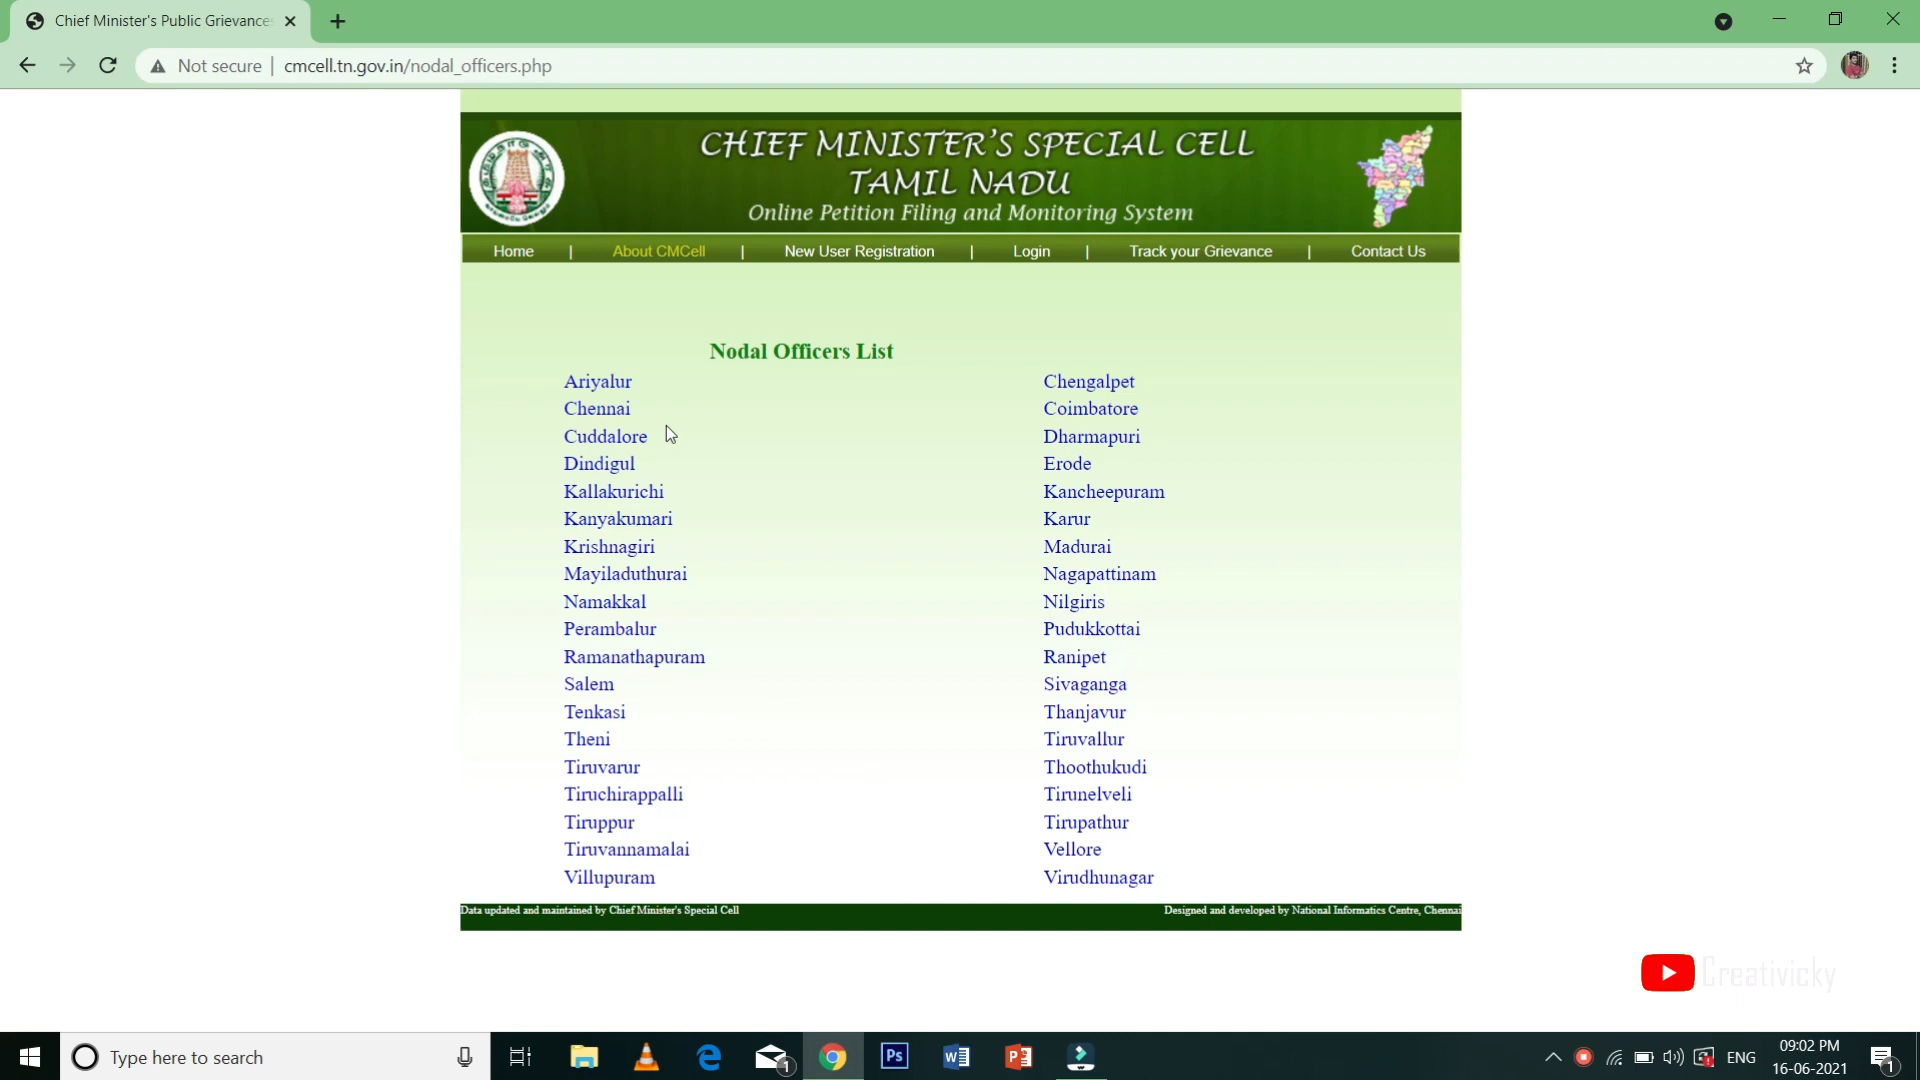 Chief Minister's Public Grievances
Not secure | cmcell.tn.gov.in/nodal_officers.php
CHIEF MINISTER'S SPECIAL CELL
TAMIL NADU
Online Petition Filing and Monitoring System
Home | About CMCell | New User Registration | Login | Track your Grievance | Contact Us
Nodal Officers List
Ariyalur Chengalpet
Chennai Coimbatore
Cuddalore Dharmapuri
Dindigul Erode
Kallakurichi Kancheepuram
Kanyakumari Karur
Krishnagiri Madurai
Mayiladuthurai Nagapattinam
Namakkal Nilgiris
Perambalur Pudukkottai
Ramanathapuram Ranipet
Salem Sivaganga
Tenkasi Thanjavur
Theni Tiruvallur
Tiruvarur Thoothukudi
Tiruchirappalli Tirunelveli
Tiruppur Tirupathur
Tiruvannamalai Vellore
Villupuram Virudhunagar
Data updated and maintained by Chief Minister's Special Cell Designed and developed by National Informatics Centre, Chennai
Creativicky
Type here to search 1 Ps ENG 09:02 PM 1
16-06-2021